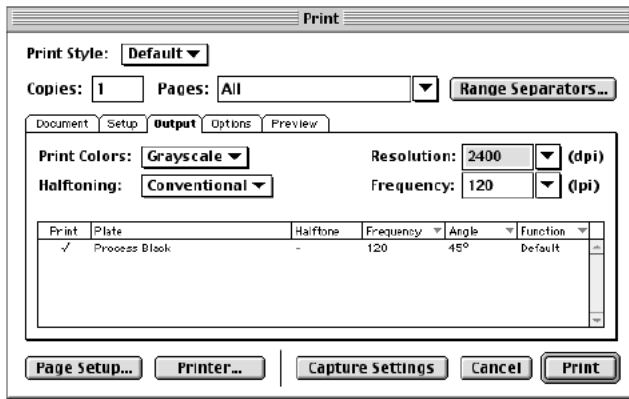 Print
Print Style: Default
Copies: 1 Pages: All Range Separators...
Document Setup Output Options Preview
Print Colors: Grayscale Resolution: 2400 (dpi)
Halftoning: Conventional Frequency: 120 (lpi)
Print Plate Halftone Frequency Angle Function
✓ Process Black - 120 45° Default
Page Setup... Printer... Capture Settings Cancel Print